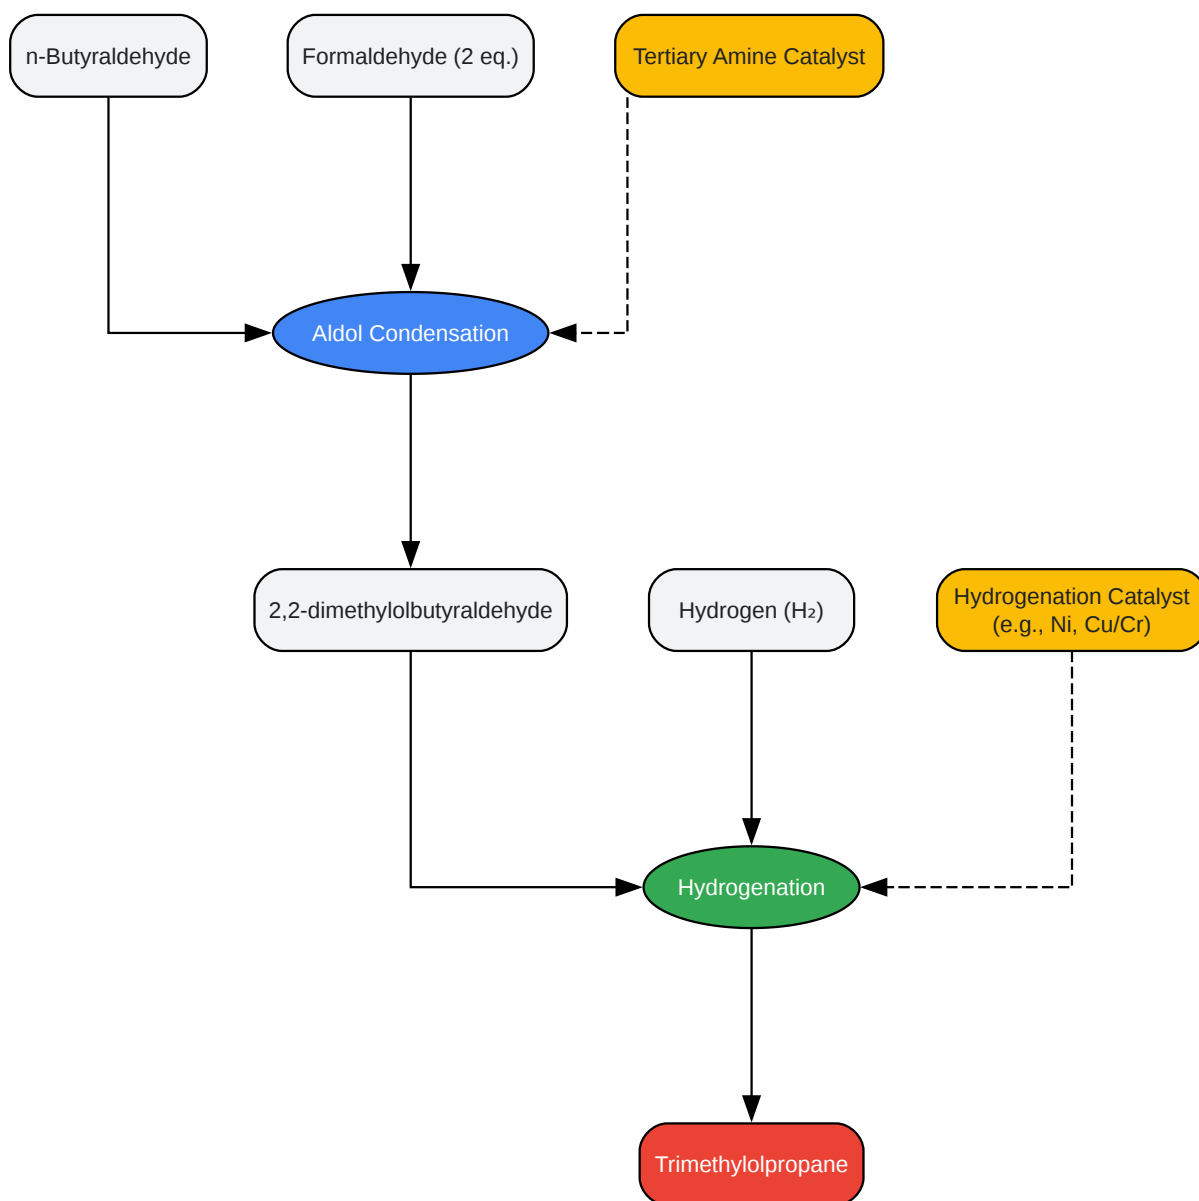 n-Butyraldehyde
Formaldehyde (2 eq.)
Tertiary Amine Catalyst
Aldol Condensation
2,2-dimethylolbutyraldehyde
Hydrogen (H₂)
Hydrogenation Catalyst
(e.g., Ni, Cu/Cr)
Hydrogenation
Trimethylolpropane